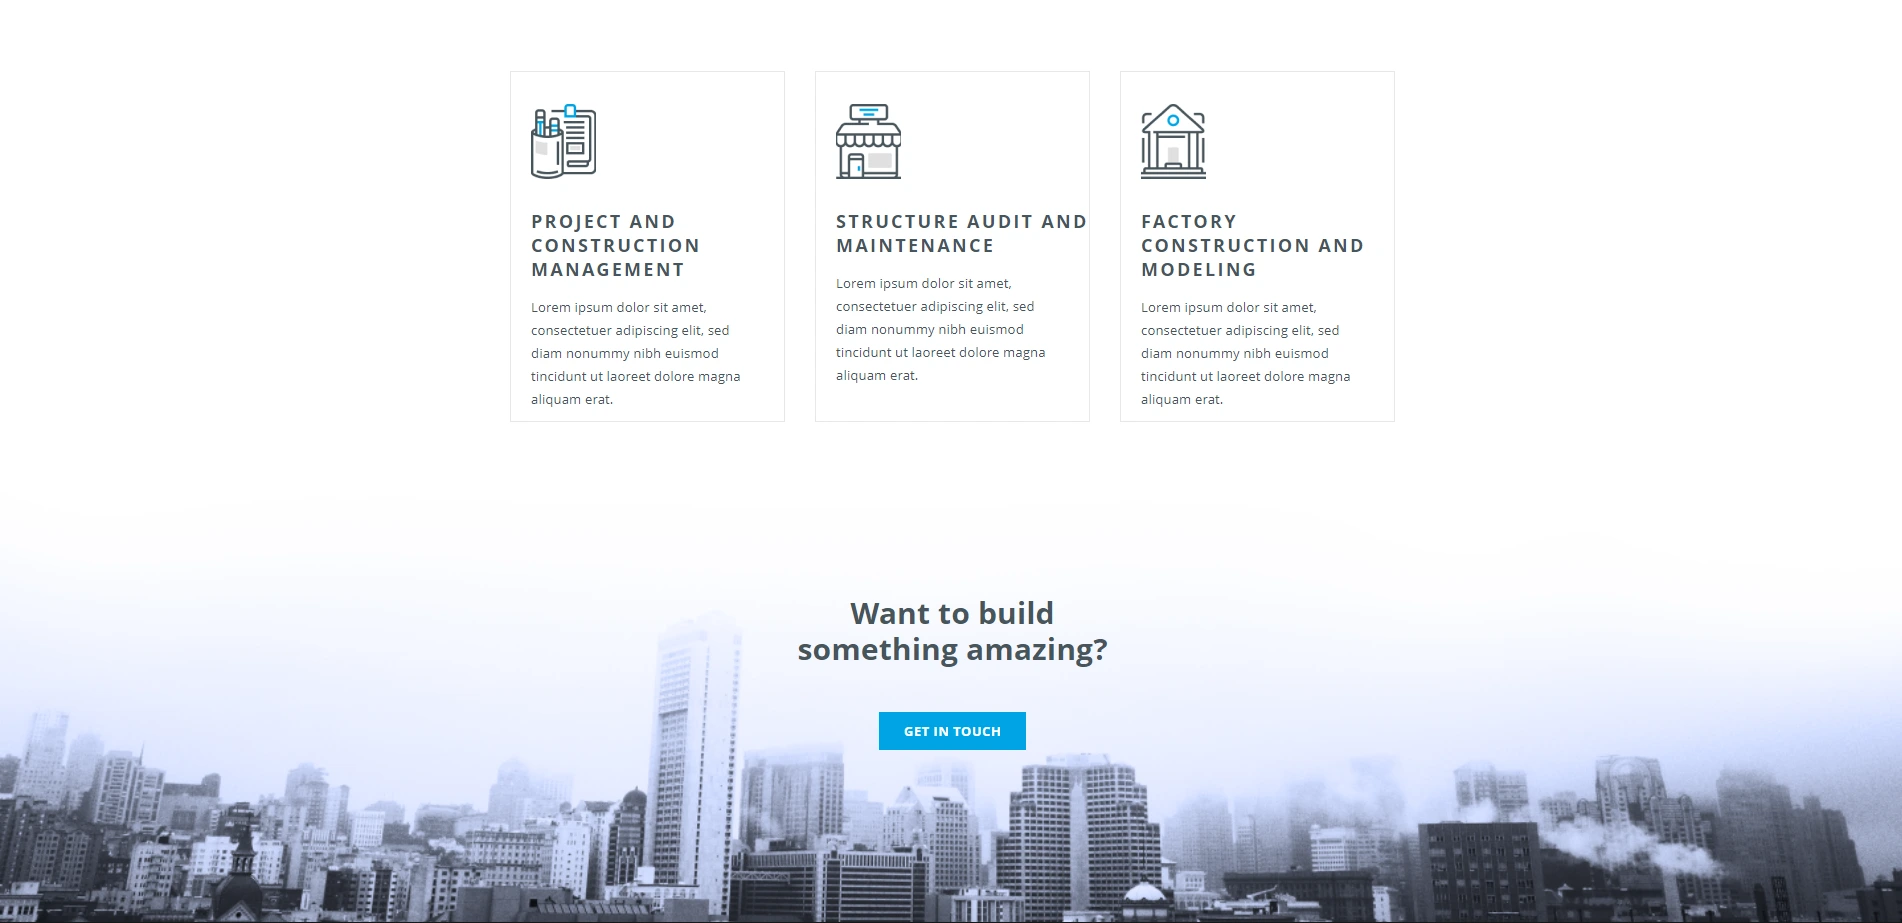 PROJECT AND
CONSTRUCTION
MANAGEMENT
Lorem ipsum dolor sit amet,
consectetuer adipiscing elit, sed
diam nonummy nibh euismod
tincidunt ut laoreet dolore magna
aliquam erat.
STRUCTURE AUDIT AND
MAINTENANCE
Lorem ipsum dolor sit amet,
consectetuer adipiscing elit, sed
diam nonummy nibh euismod
tincidunt ut laoreet dolore magna
aliquam erat.
FACTORY
CONSTRUCTION AND
MODELING
Lorem ipsum dolor sit amet,
consectetuer adipiscing elit, sed
diam nonummy nibh euismod
tincidunt ut laoreet dolore magna
aliquam erat.
Want to build
something amazing?
GET IN TOUCH